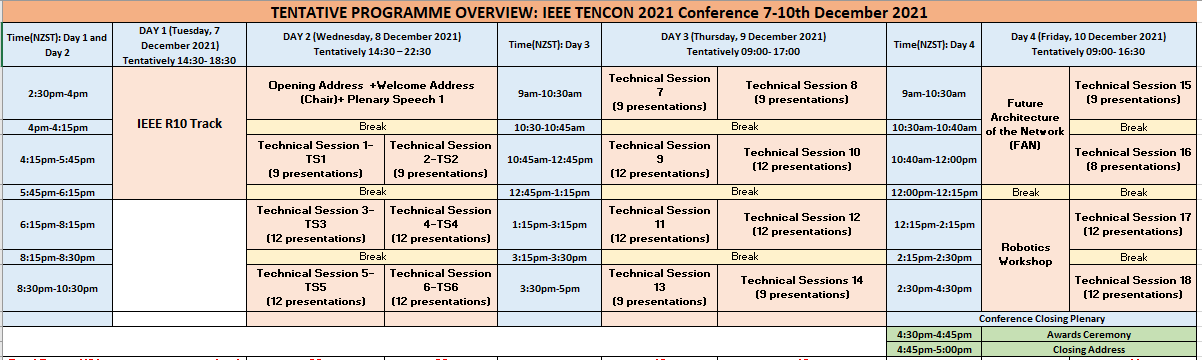 TENTATIVE PROGRAMME OVERVIEW: IEEE TENCON 2021 Conference 7-10th December 2021
Time(NZST): Day 1 and
Day 2
DAY 1 (Tuesday, 7
December 2021)
Tentatively 14:30- 18:30
DAY 2 (Wednesday, 8 December 2021)
Tentatively 14:30 – 22:30
Time(NZST): Day 3
DAY 3 (Thursday, 9 December 2021)
Tentatively 09:00- 17:00
Time(NZST): Day 4
Day 4 (Friday, 10 December 2021)
Tentatively 09:00- 16:30
2:30pm-4pm
IEEE R10 Track
Opening Address +Welcome Address
(Chair)+ Plenary Speech 1
9am-10:30am
Technical Session
7
(9 presentations)
Technical Session 8
(9 presentations)
9am-10:30am
Future
Architecture
of the Network
(FAN)
Technical Session 15
(9 presentations)
4pm-4:15pm
Break
10:30-10:45am
Break
10:30am-10:40am
Break
4:15pm-5:45pm
Technical Session 1-
TS1
(9 presentations)
Technical Session
2-TS2
(9 presentations)
10:45am-12:45pm
Technical Session
9
(12 presentations)
Technical Session 10
(12 presentations)
10:40am-12:00pm
Technical Session 16
(8 presentations)
5:45pm-6:15pm
Break
12:45pm-1:15pm
Break
12:00pm-12:15pm
Break
Break
6:15pm-8:15pm
Technical Session 3-
TS3
(12 presentations)
Technical Session
4-TS4
(12 presentations)
1:15pm-3:15pm
Technical Session
11
(12 presentations)
Technical Session 12
(12 presentations)
12:15pm-2:15pm
Robotics
Workshop
Technical Session 17
(12 presentations)
8:15pm-8:30pm
Break
3:15pm-3:30pm
Break
2:15pm-2:30pm
Break
8:30pm-10:30pm
Technical Session 5-
TS5
(12 presentations)
Technical Session
6-TS6
(12 presentations)
3:30pm-5pm
Technical Session
13
(9 presentations)
Technical Session 14
(9 presentations)
2:30pm-4:30pm
Technical Session 18
(12 presentations)
Conference Closing Plenary
4:30pm-4:45pm
Awards Ceremony
4:45pm-5:00pm
Closing Address